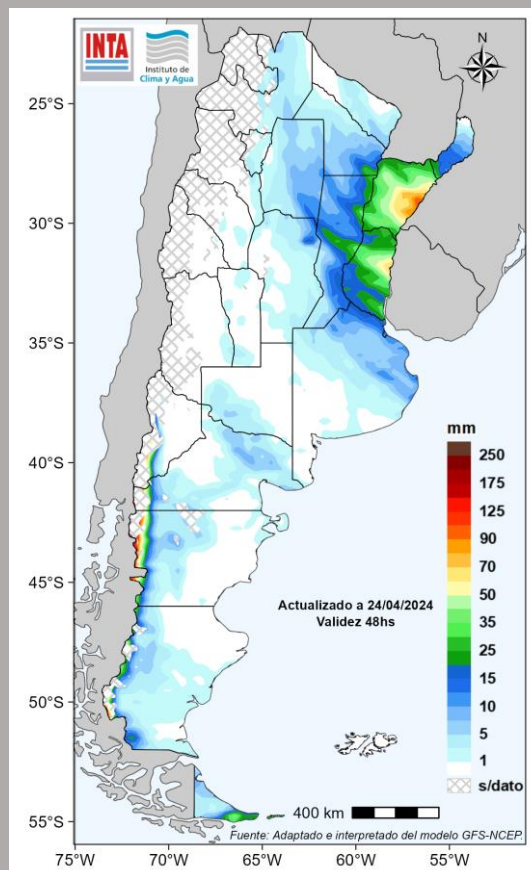 INTA
Instituto de
Clima y Agua
N
25°S
30°S
35°S
40°S
45°S
50°S
55°S
mm
250
175
125
90
70
50
35
25
15
10
5
1
s/dato
Actualizado a 24/04/2024
Validez 48hs
400 km
Fuente: Adaptado e interpretado del modelo GFS-NCEP.
75°W
70°W
65°W
60°W
55°W